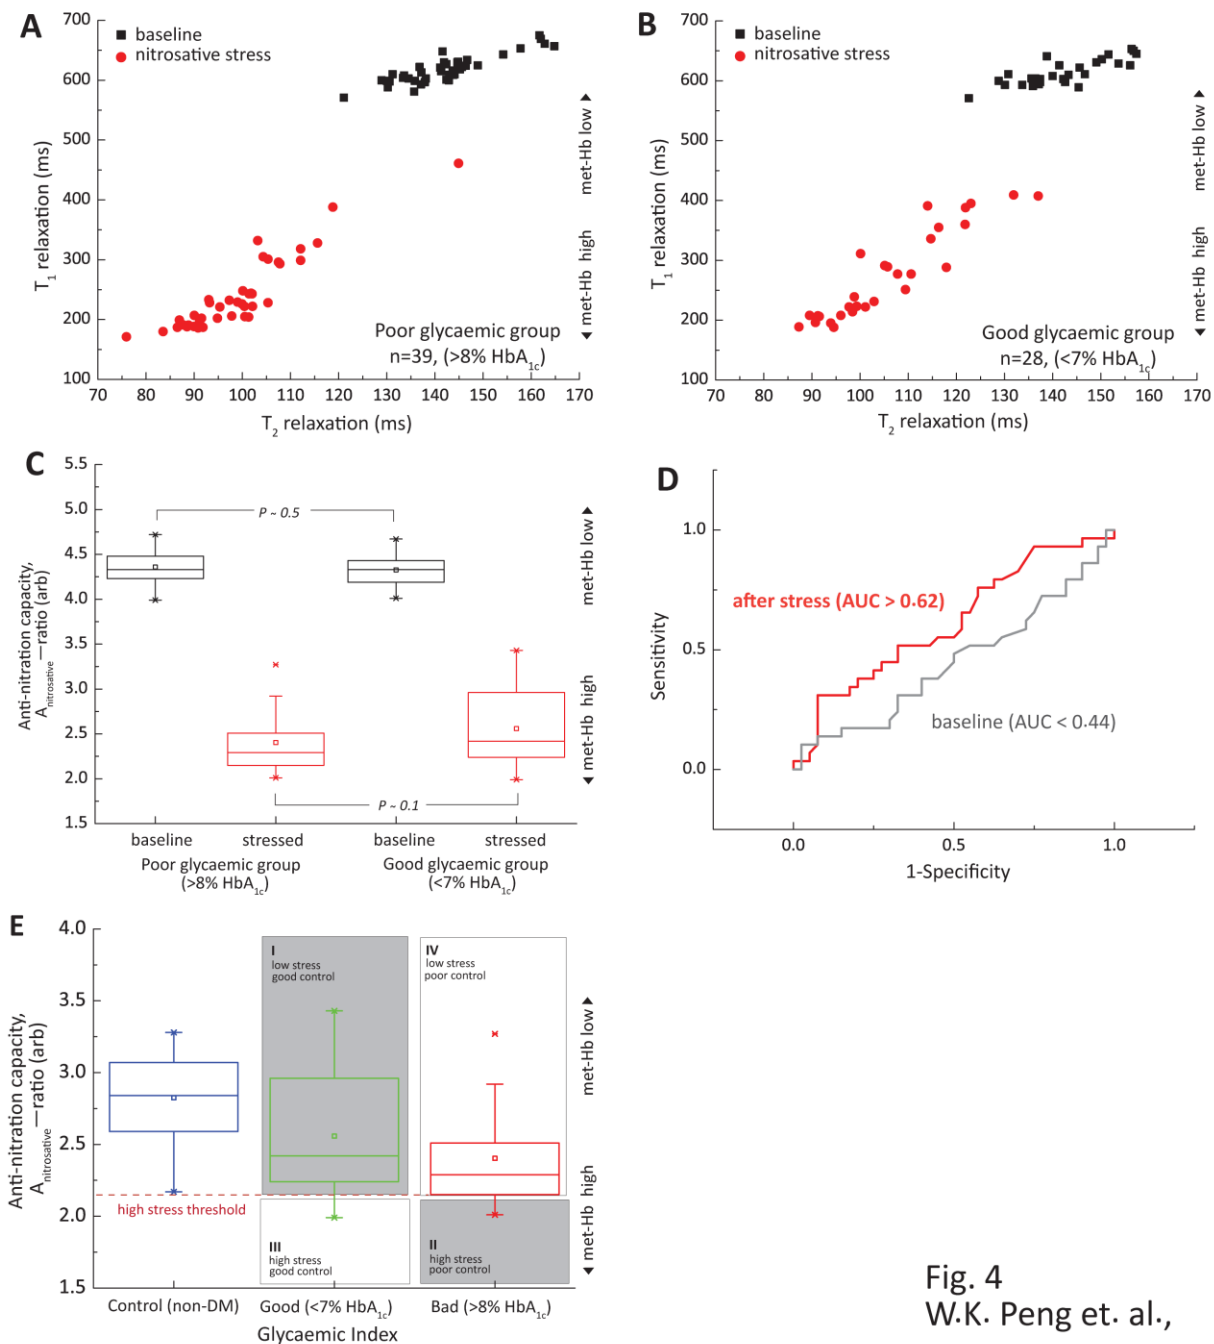 A
700
600
500
400
300
200
100
T1 relaxation (ms)
baseline
nitrosative stress
met-Hb low
met-Hb high
Poor glycaemic group
n=39, (>8% HbA1c)
70 80 90 100 110 120 130 140 150 160 170
T2 relaxation (ms)
B
700
600
500
400
300
200
100
T1 relaxation (ms)
baseline
nitrosative stress
met-Hb low
met-Hb high
Good glycaemic group
n=28, (<7% HbA1c)
70 80 90 100 110 120 130 140 150 160 170
T2 relaxation (ms)
C
5.5
5.0
4.5
4.0
3.5
3.0
2.5
2.0
1.5
Anti-nitration capacity,
Anitrosative—ratio (arb)
P ~ 0.5
P ~ 0.1
met-Hb low
met-Hb high
baseline stressed baseline stressed
Poor glycaemic group
(>8% HbA1c)
Good glycaemic group
(<7% HbA1c)
D
1.0
0.5
0.0
Sensitivity
after stress (AUC > 0.62)
baseline (AUC < 0.44)
0.0 0.5 1.0
1-Specificity
E
4.0
3.5
3.0
2.5
2.0
1.5
Anti-nitration capacity,
Anitrosative—ratio (arb)
I
low stress
good control
IV
low stress
poor control
high stress threshold
III
high stress
good control
II
high stress
poor control
met-Hb low
met-Hb high
Control (non-DM) Good (<7% HbA1c) Bad (>8% HbA1c)
Glycaemic Index
Fig. 4
W.K. Peng et. al.,